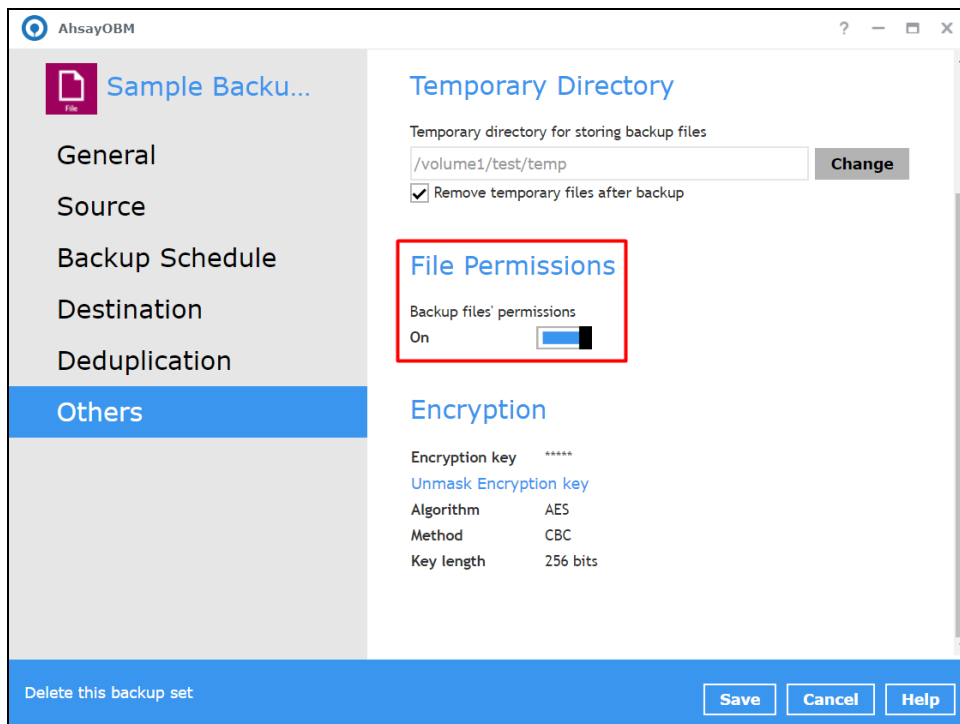 AhsayOBM
?
File
Sample Backu...
General
Source
Backup Schedule
Destination
Deduplication
Others
Temporary Directory
Temporary directory for storing backup files
/volume1/test/temp
Change
Remove temporary files after backup
File Permissions
Backup files' permissions
On
Encryption
Encryption key *****
Unmask Encryption key
Algorithm AES
Method CBC
Key length 256 bits
Delete this backup set
Save Cancel Help